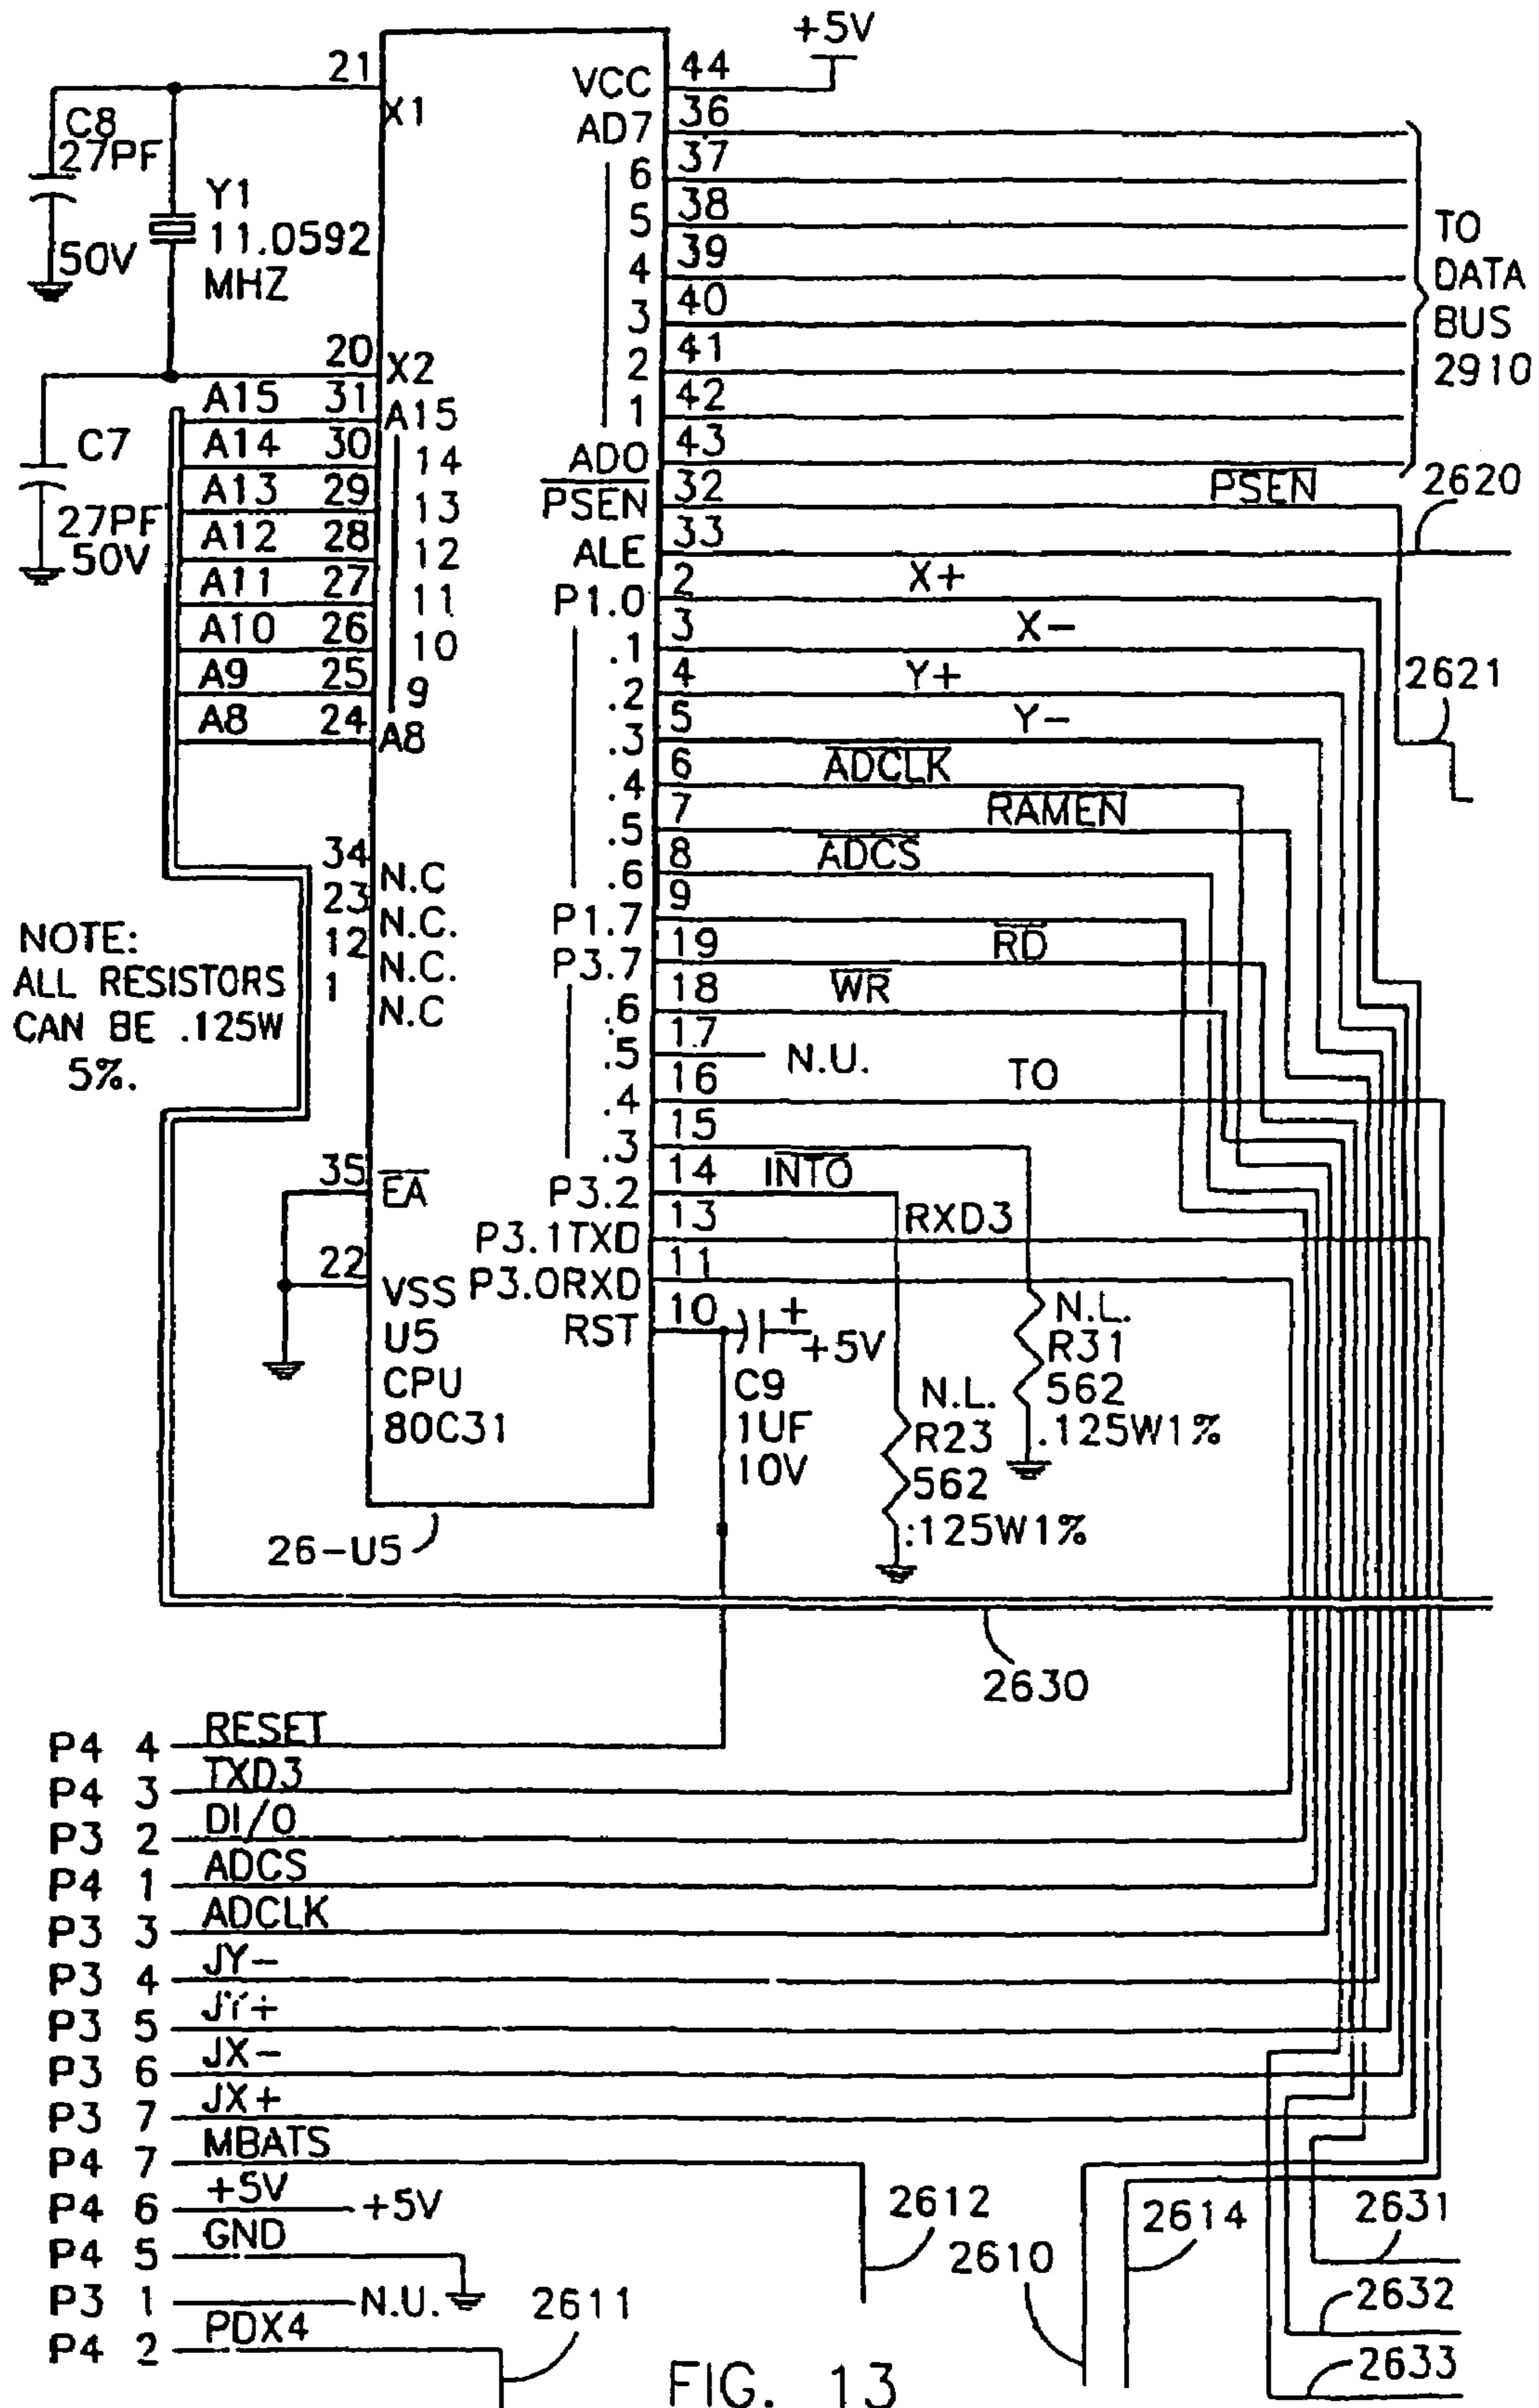 +5V
21
X1
VCC
44
C8
27PF
50V
Y1
11.0592
MHZ
AD7
36
6
37
5
38
4
39
3
40
2
41
1
42
AD0
43
TO
DATA
BUS
2910
20
X2
C7
27PF
50V
A15 31 A15
A14 30 14
A13 29 13
A12 28 12
A11 27 11
A10 26 10
A9 25 9
A8 24 A8
PSEN 32 PSEN
2620
ALE 33
P1.0 2 X+
.1 3 X-
.2 4 Y+
2621
.3 5 Y-
.4 6 ADCLK
.5 7 RAMEN
.6 8 ADCS
P1.7 9
P3.7 19 RD
.6 18 WR
.5 17 N.U.
.4 16 TO
.3 15
P3.2 14 INTO
P3.1TXD 13 RXD3
P3.0RXD 11
RST 10
34 N.C
23 N.C.
12 N.C.
1 N.C
NOTE:
ALL RESISTORS
CAN BE .125W
5%.
35 EA
22 VSS
U5
CPU
80C31
+
+5V
C9
1UF
10V
N.L.
R31
562
.125W1%
N.L.
R23
562
.125W1%
26-U5
2630
P4 4 RESET
P4 3 TXD3
P3 2 DI/O
P4 1 ADCS
P3 3 ADCLK
P3 4 JY-
P3 5 JY+
P3 6 JX-
P3 7 JX+
P4 7 MBATS
P4 6 +5V +5V
P4 5 GND
P3 1 N.U.
P4 2 PDX4
2611
2612
2610
2614
2631
2632
2633
FIG. 13